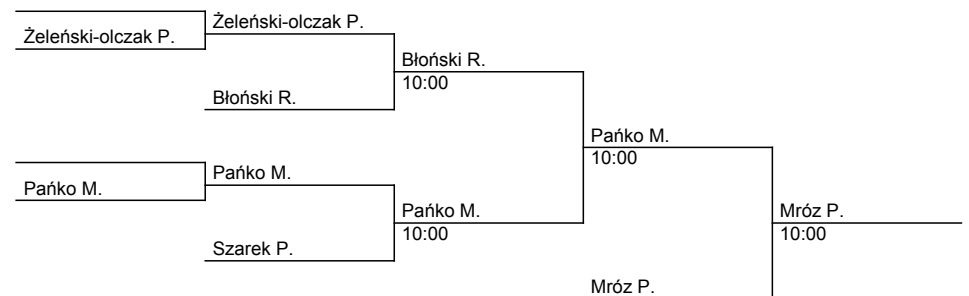 Żeleński-olczak P.
Żeleński-olczak P.
Błoński R.
10:00
Błoński R.
Pańko M.
10:00
Pańko M.
Pańko M.
Pańko M.
10:00
Mróz P.
10:00
Szarek P.
Mróz P.